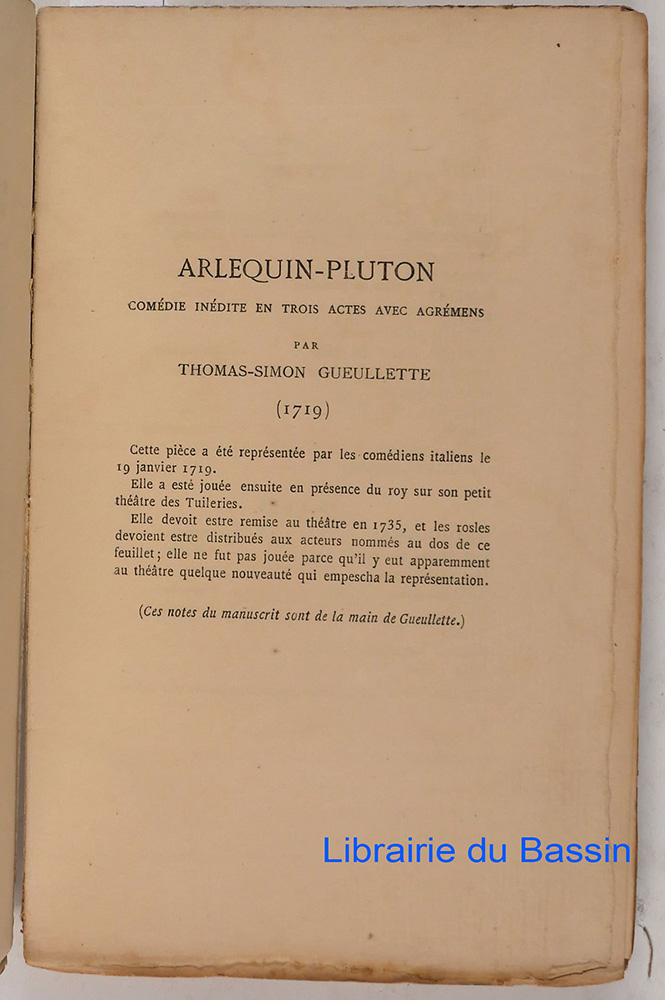 ARLEQUIN-PLUTON
COMÉDIE INÉDITE EN TROIS ACTES AVEC AGRÉMENS
PAR
THOMAS-SIMON GUEULLETTE
(1719)
Cette pièce a été représentée par les comédiens italiens le
19 janvier 1719.
Elle a esté jouée ensuite en présence du roy sur son petit
théâtre des Tuileries.
Elle devoit estre remise au théâtre en 1735, et les rosles
devoient estre distribués aux acteurs nommés au dos de ce
feuillet; elle ne fut pas jouée parce qu'il y eut apparemment
au théâtre quelque nouveauté qui empescha la représentation.
(Ces notes du manuscrit sont de la main de Gueullette.)
Librairie du Bassin